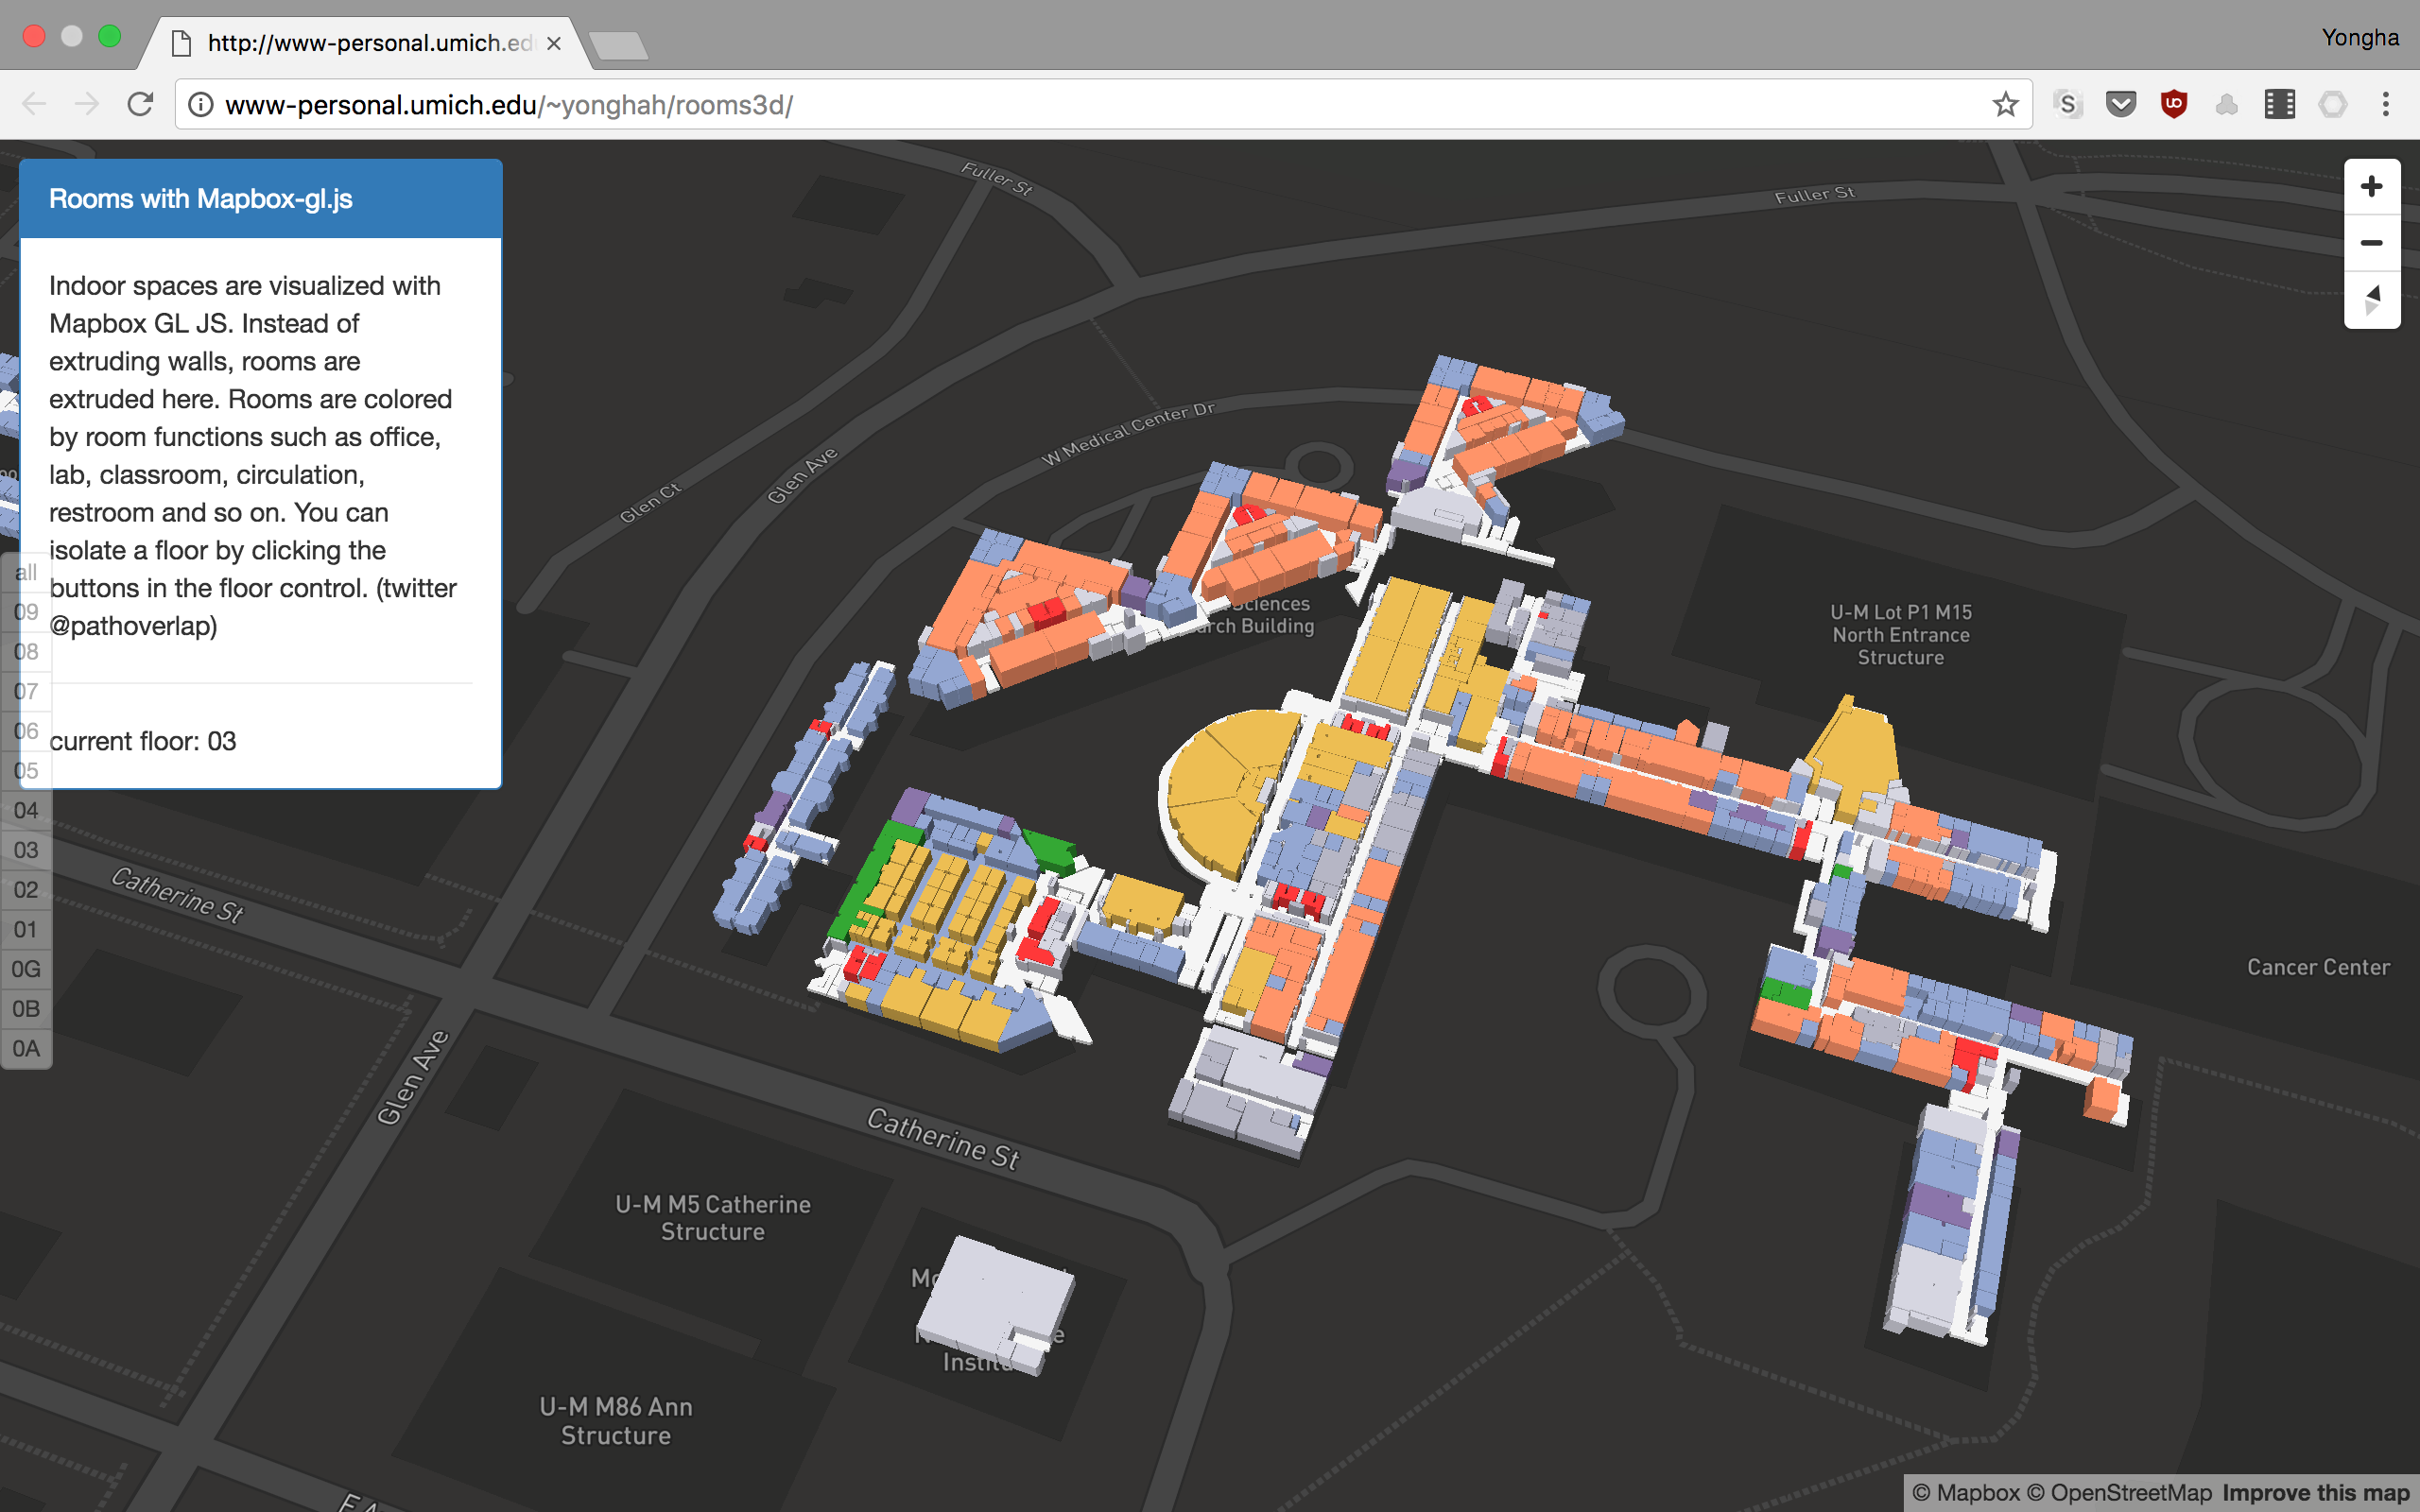 http://www-personal.umich.ed
Yongha
www-personal.umich.edu/~yonghah/rooms3d/
Rooms with Mapbox-gl.js
Indoor spaces are visualized with
Mapbox GL JS. Instead of
extruding walls, rooms are
extruded here. Rooms are colored
by room functions such as office,
lab, classroom, circulation,
restroom and so on. You can
isolate a floor by clicking the
buttons in the floor control. (twitter
@pathoverlap)
current floor: 03
all
09
08
07
06
05
04
03
02
01
0G
0B
0A
Fuller St
Fuller St
W Medical Center Dr
Glen Ave
Glen Ct
Sciences
Building
U-M Lot P1 M15
North Entrance
Structure
Cancer Center
Catherine St
Glen Ave
Catherine St
U-M M5 Catherine
Structure
U-M M86 Ann
Structure
© Mapbox © OpenStreetMap Improve this map